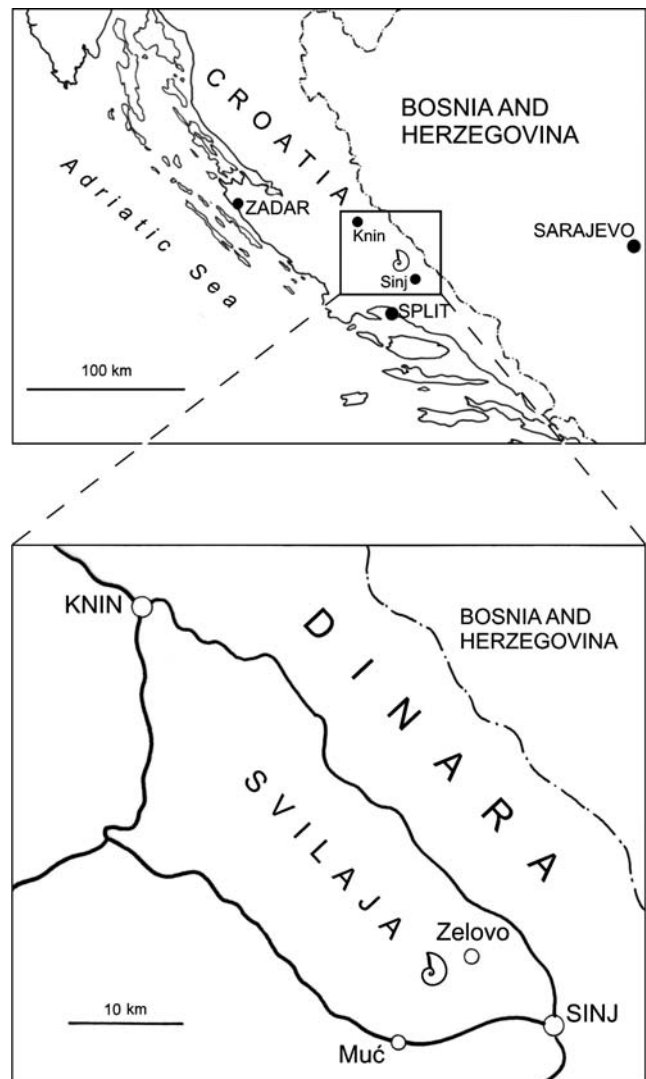 CROATIA
BOSNIA AND
HERZEGOVINA
Adriatic Sea
ZADAR
Knin
SARAJEVO
Sinj
SPLIT
100 km
KNIN
BOSNIA AND
HERZEGOVINA
DINARA
SVILAJA
Zelovo
10 km
SINJ
Muć